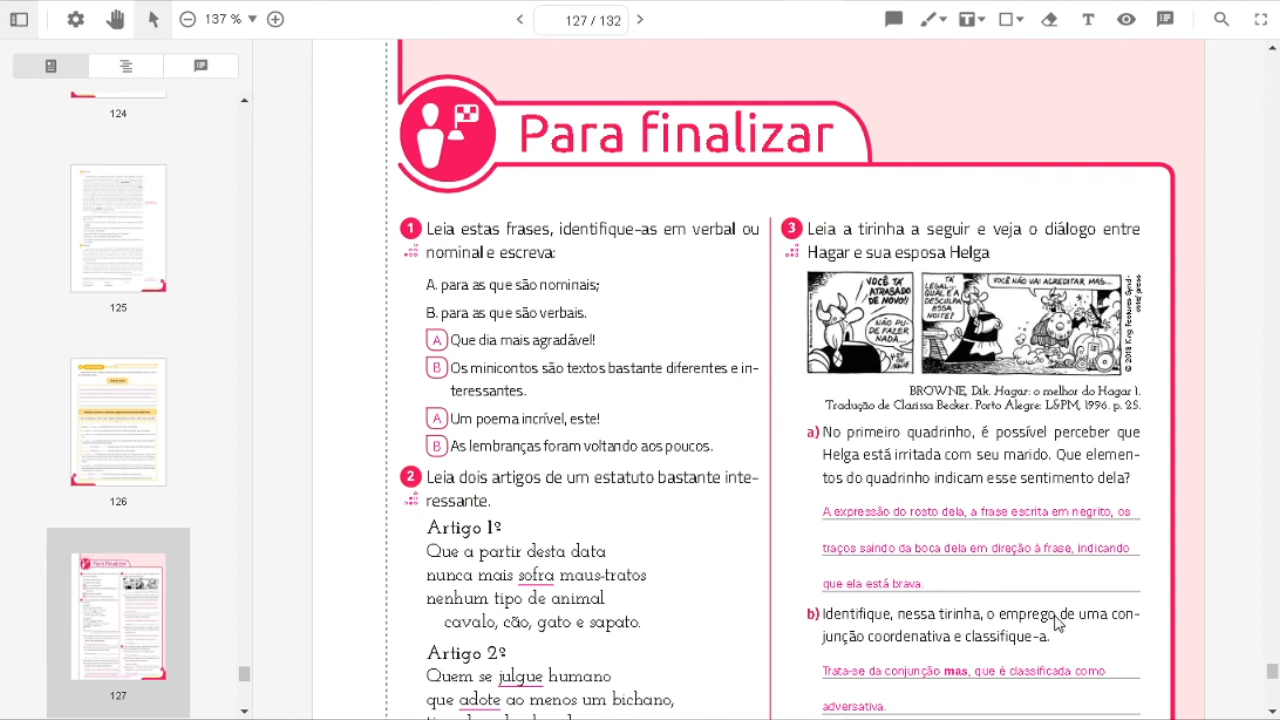 137 %
127 / 132
124
125
126
127
Para finalizar
1 Leia estas frases, identifique-as em verbal ou
nominal e escreva:
A. para as que são nominais;
B. para as que são verbais.
A Que dia mais agradável!
B Os minicontos são textos bastante diferentes e in-
teressantes.
A Um poema incrível, este!
B As lembranças foram voltando aos poucos.
2 Leia dois artigos de um estatuto bastante inte-
ressante.
Artigo 1º
Que a partir desta data
nunca mais sofra maus-tratos
nenhum tipo de animal
cavalo, cão, gato e sapato.
Artigo 2º
Quem se julgue humano
que adote ao menos um bichano,
3 Leia a tirinha a seguir e veja o diálogo entre
Hagar e sua esposa Helga
VOCÊ TÁ
ATRASADO
DE NOVO!!
NÃO PU-
DE FAZER
NADA...
TÁ
LEGAL...
QUAL É A
DESCULPA
ESSA
NOITE?
VOCÊ NÃO VAI ACREDITAR MAS...
BROWNE, Dik. Hagar: o melhor do Hagar 1.
Tradução de Clarissa Becker. Porto Alegre: L&PM, 1996. p. 25.
a) No primeiro quadrinho, é possível perceber que
Helga está irritada com seu marido. Que elemen-
tos do quadrinho indicam esse sentimento dela?
A expressão do rosto dela, a frase escrita em negrito, os
traços saindo da boca dela em direção à frase, indicando
que ela está brava.
b) Identifique, nessa tirinha, o emprego de uma con-
junção coordenativa e classifique-a.
Trata-se da conjunção mas, que é classificada como
adversativa.